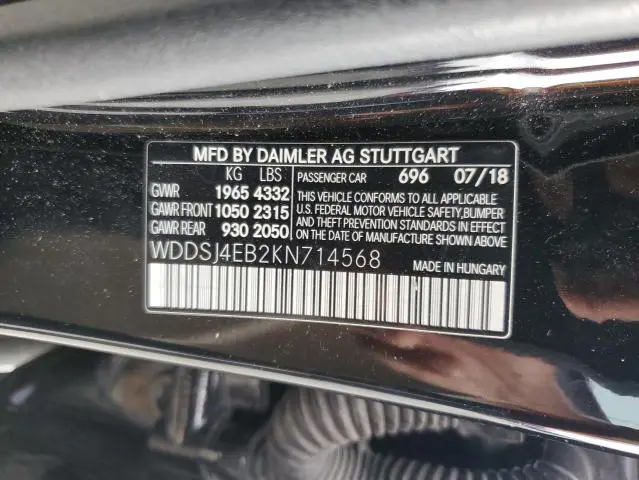 MFD BY DAIMLER AG STUTTGART
KG LBS PASSENGER CAR 696 07/18
GVWR 1965 4332
GAWR FRONT 1050 2315
GAWR REAR 930 2050
THIS VEHICLE CONFORMS TO ALL APPLICABLE
U.S. FEDERAL MOTOR VEHICLE SAFETY,BUMPER
AND THEFT PREVENTION STANDARDS IN EFFECT
ON THE DATE OF MANUFACTURE SHOWN ABOVE.
WDDSJ4EB2KN714568
MADE IN HUNGARY